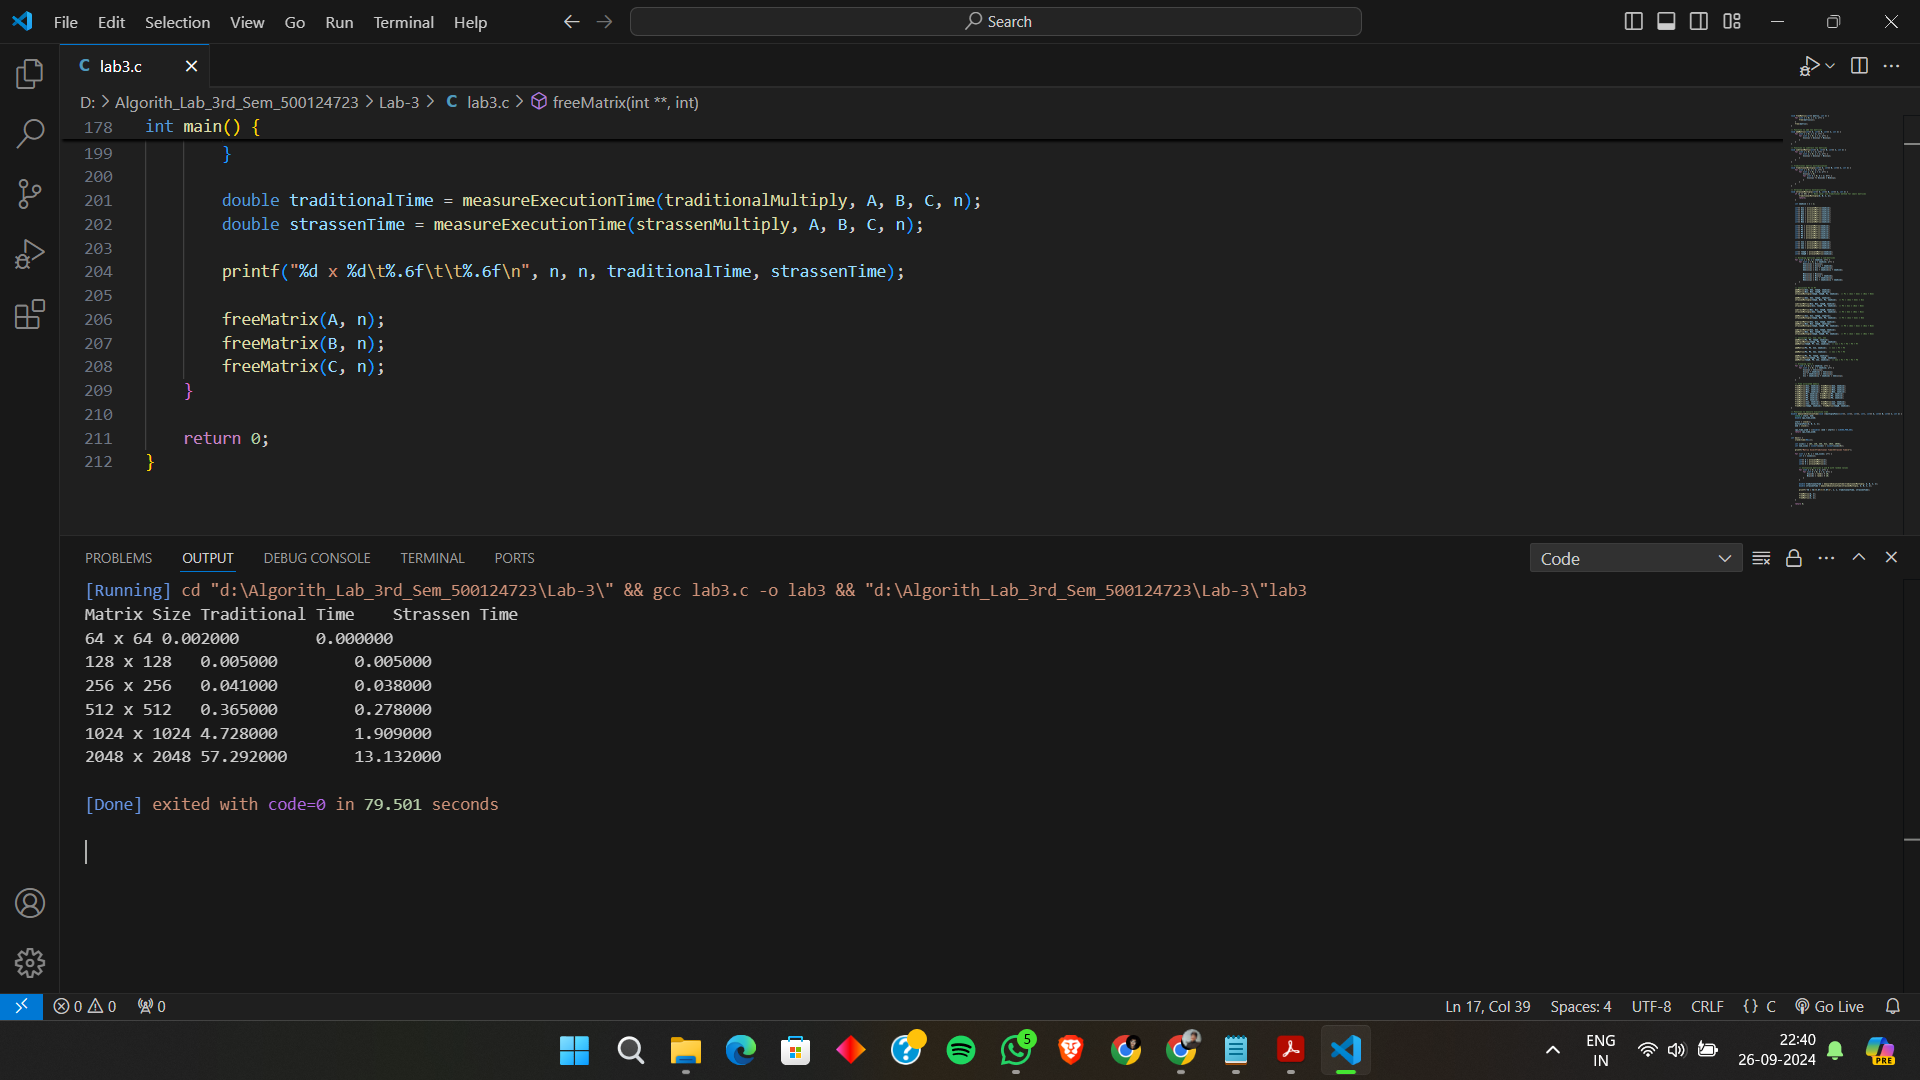 File Edit Selection View Go Run Terminal Help
Search
C lab3.c
D: > Algorith_Lab_3rd_Sem_500124723 > Lab-3 > C lab3.c > freeMatrix(int **, int)
178 int main() {
199 }
200
201 double traditionalTime = measureExecutionTime(traditionalMultiply, A, B, C, n);
202 double strassenTime = measureExecutionTime(strassenMultiply, A, B, C, n);
203
204 printf("%d x %d\t%.6f\t\t%.6f\n", n, n, traditionalTime, strassenTime);
205
206 freeMatrix(A, n);
207 freeMatrix(B, n);
208 freeMatrix(C, n);
209 }
210
211 return 0;
212 }
PROBLEMS OUTPUT DEBUG CONSOLE TERMINAL PORTS
Code
[Running] cd "d:\Algorith_Lab_3rd_Sem_500124723\Lab-3\" && gcc lab3.c -o lab3 && "d:\Algorith_Lab_3rd_Sem_500124723\Lab-3\"lab3
Matrix Size Traditional Time Strassen Time
64 x 64 0.002000 0.000000
128 x 128 0.005000 0.005000
256 x 256 0.041000 0.038000
512 x 512 0.365000 0.278000
1024 x 1024 4.728000 1.909000
2048 x 2048 57.292000 13.132000
[Done] exited with code=0 in 79.501 seconds
0 0 0
Ln 17, Col 39 Spaces: 4 UTF-8 CRLF {} C Go Live
5
ENG
IN
22:40
26-09-2024
PRE